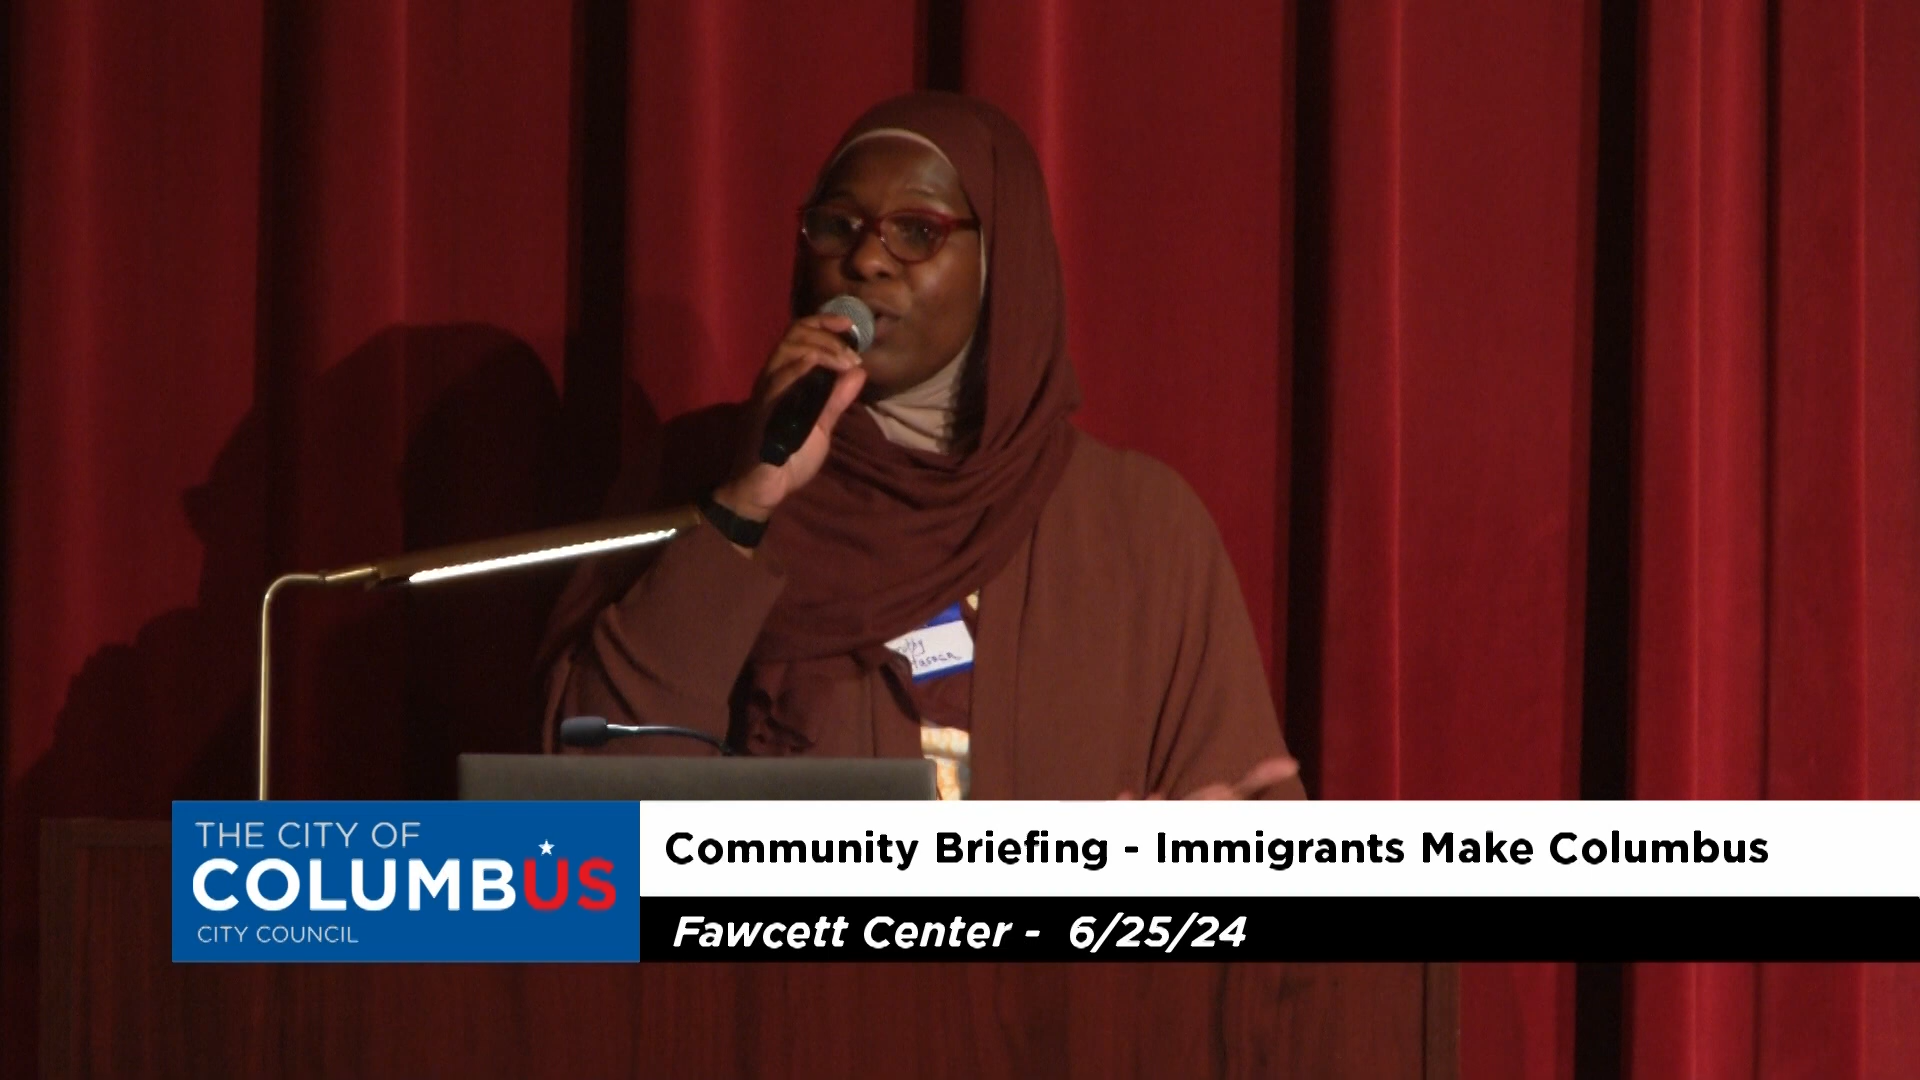 THE CITY OF
COLUMBUS
CITY COUNCIL
Community Briefing - Immigrants Make Columbus
Fawcett Center - 6/25/24